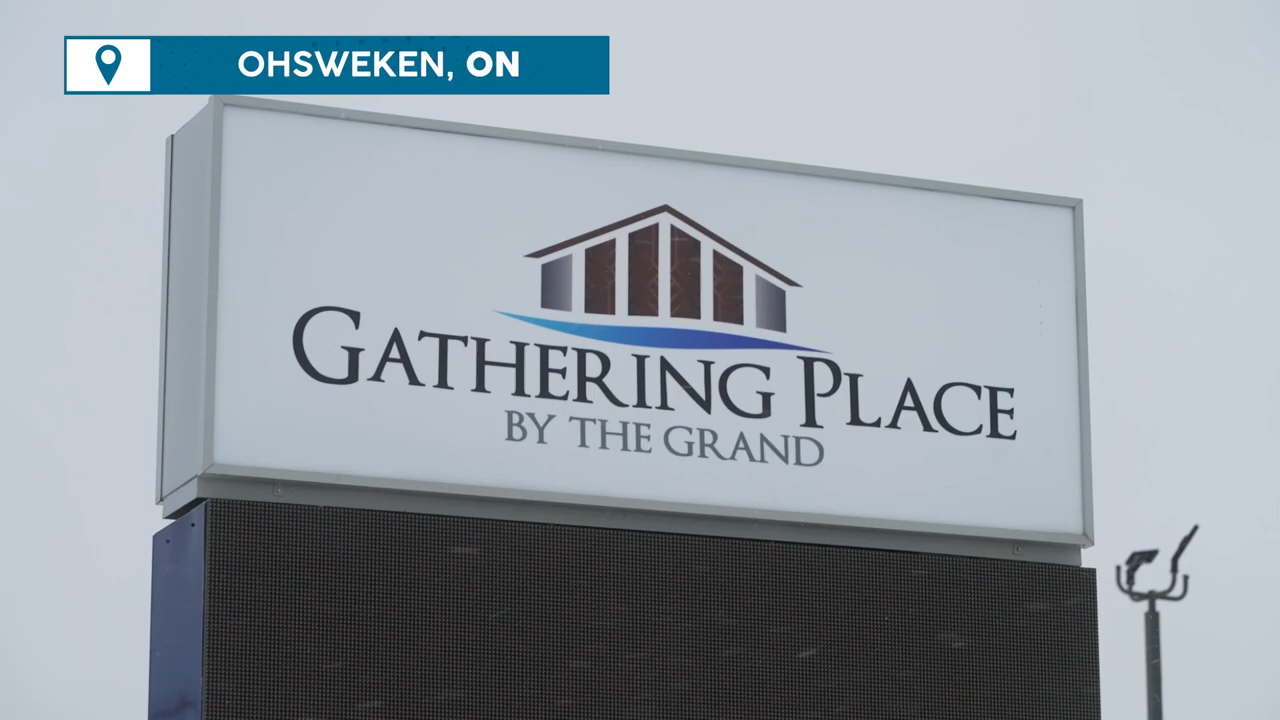 OHSWEKEN, ON
GATHERING PLACE
BY THE GRAND